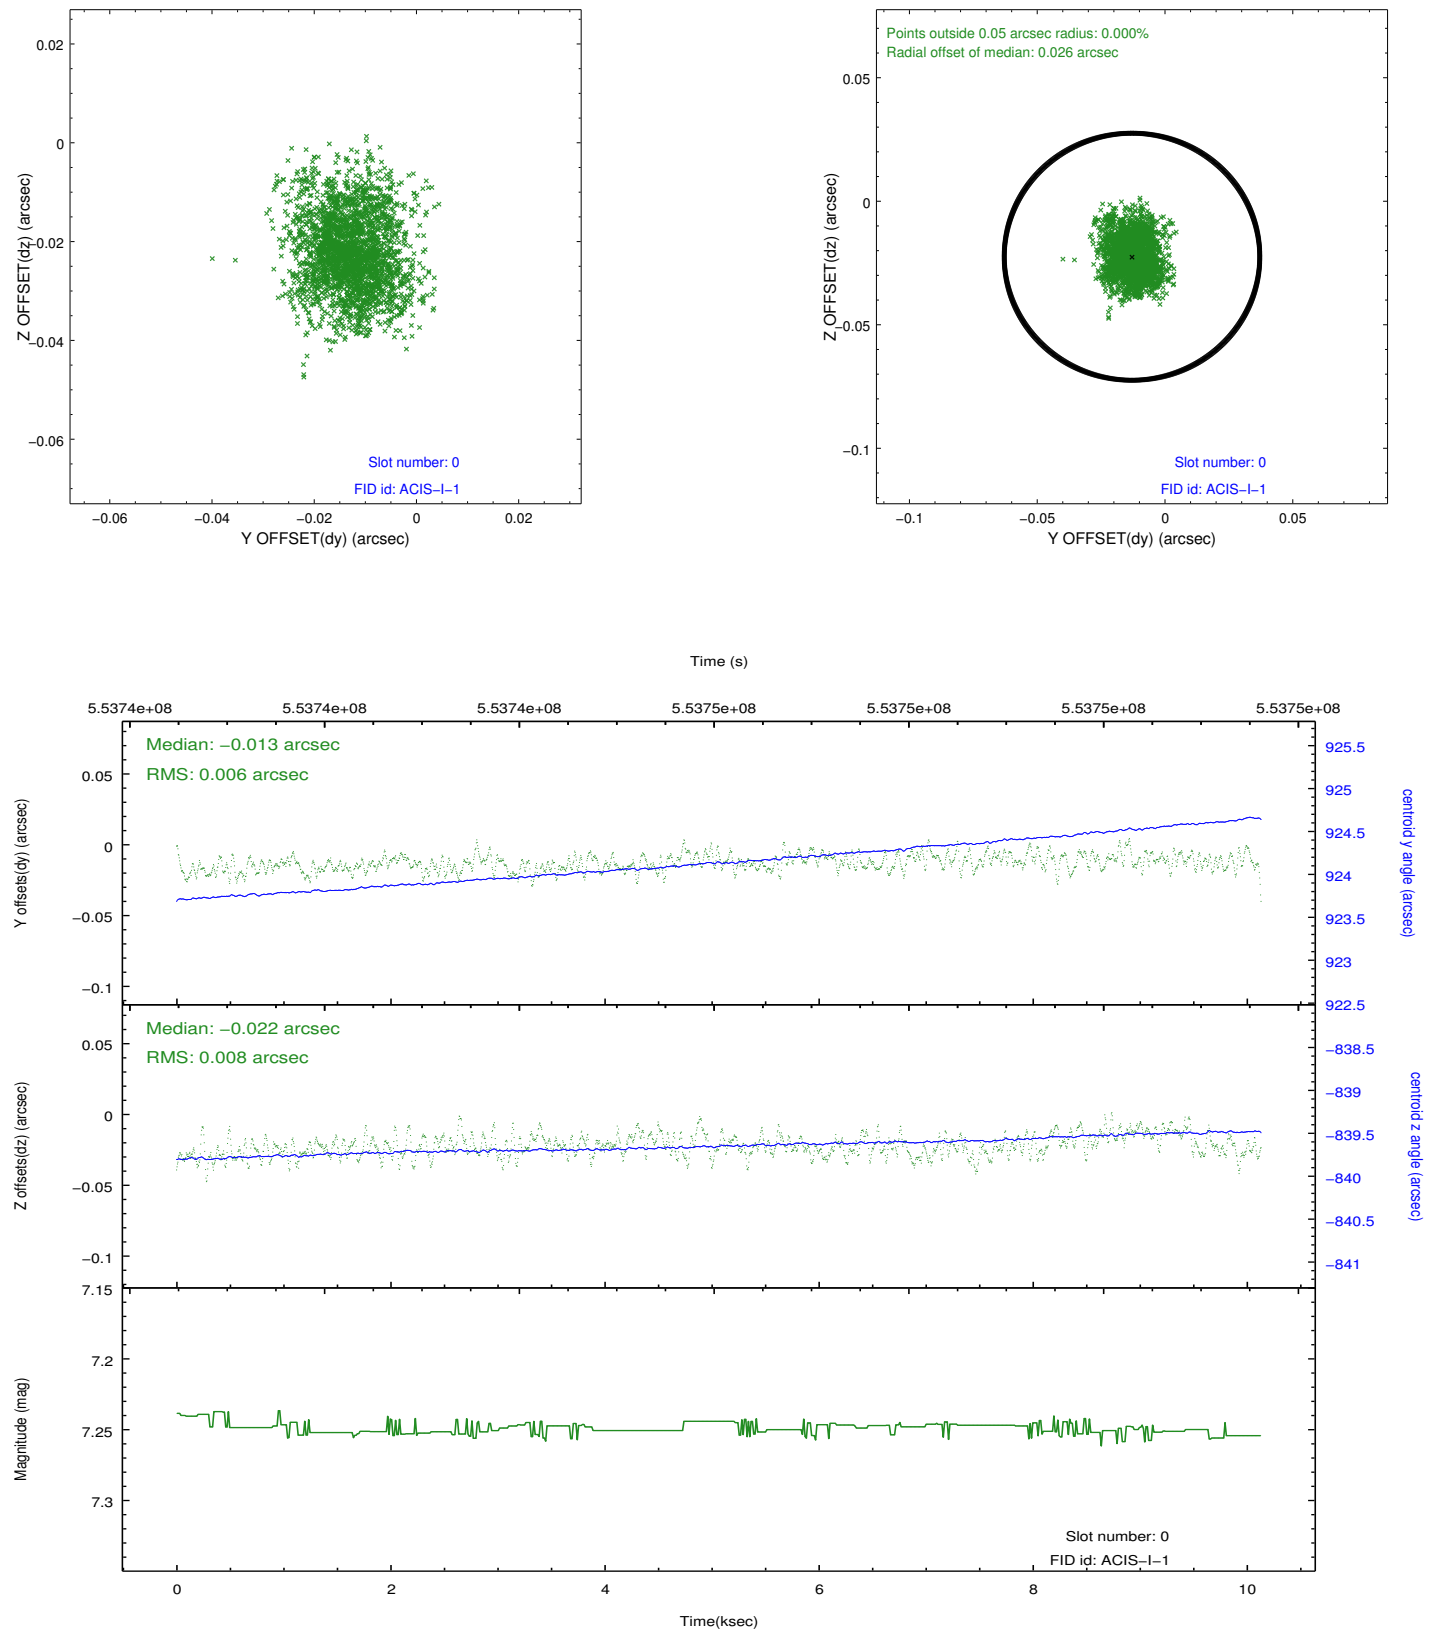 0.02
0
−0.02
−0.04
−0.06
Z OFFSET(dz) (arcsec)
Slot number: 0
FID id: ACIS−I−1
−0.06
−0.04
−0.02
0
0.02
Y OFFSET(dy) (arcsec)
Points outside 0.05 arcsec radius: 0.000%
Radial offset of median: 0.026 arcsec
0.05
0
−0.05
−0.1
Z OFFSET(dz) (arcsec)
Slot number: 0
FID id: ACIS−I−1
−0.1
−0.05
0
0.05
Y OFFSET(dy) (arcsec)
Time (s)
5.5374e+08
5.5374e+08
5.5374e+08
5.5375e+08
5.5375e+08
5.5375e+08
5.5375e+08
Median: −0.013 arcsec
RMS: 0.006 arcsec
0.05
0
−0.05
−0.1
Y offsets(dy) (arcsec)
925.5
925
924.5
924
923.5
923
922.5
centroid y angle (arcsec)
Median: −0.022 arcsec
RMS: 0.008 arcsec
0.05
0
−0.05
−0.1
Z offsets(dz) (arcsec)
−838.5
−839
−839.5
−840
−840.5
−841
centroid z angle (arcsec)
7.15
7.2
7.25
7.3
Magnitude (mag)
Slot number: 0
FID id: ACIS−I−1
0
2
4
6
8
10
Time(ksec)